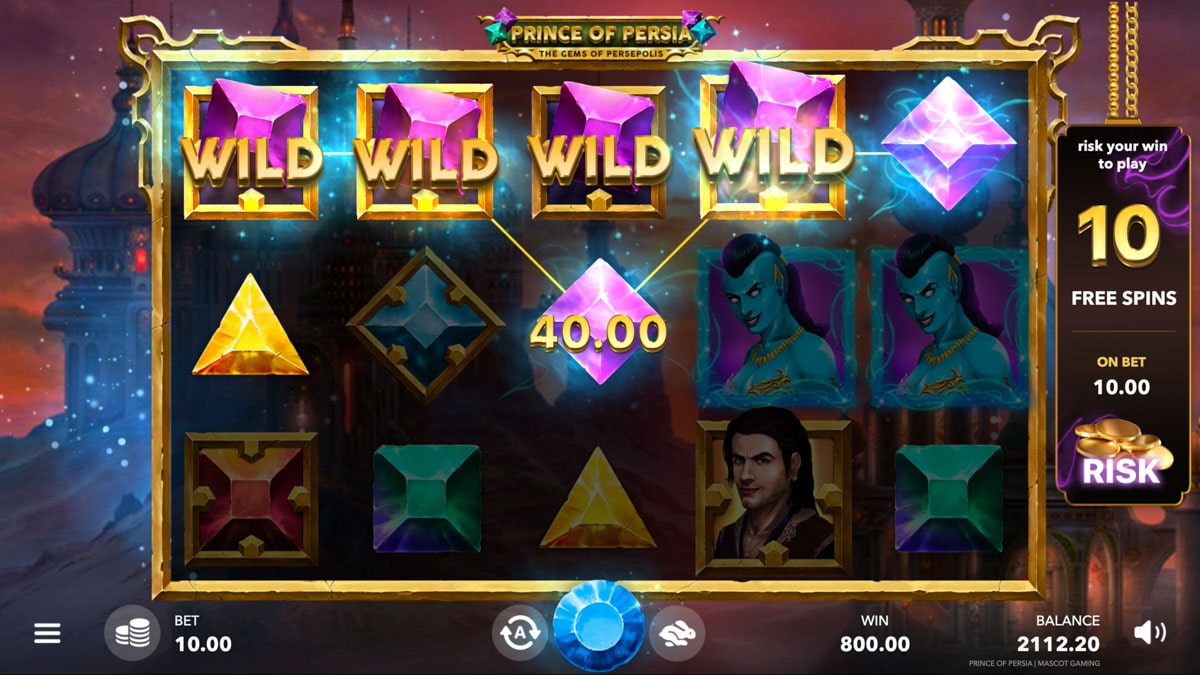 PRINCE OF PERSIA
THE GEMS OF PERSEPOLIS
WILD
WILD
WILD
WILD
40.00
risk your win
to play
10
FREE SPINS
ON BET
10.00
RISK
BET
10.00
A
WIN
800.00
BALANCE
2112.20
PRINCE OF PERSIA | MASCOT GAMING